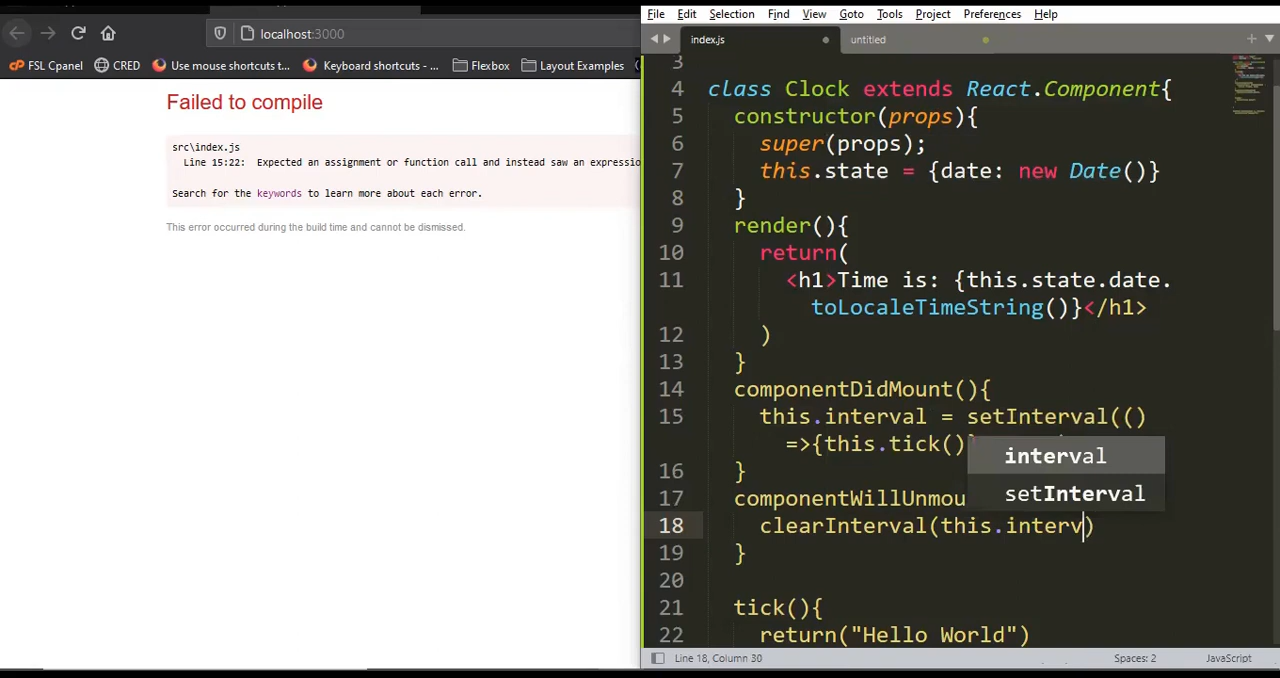 localhost:3000
FSL Cpanel
CRED
Use mouse shortcuts t...
Keyboard shortcuts - ...
Flexbox
Layout Examples
Failed to compile
src\index.js
Line 15:22: Expected an assignment or function call and instead saw an expressio
Search for the keywords to learn more about each error.
This error occurred during the build time and cannot be dismissed.
File Edit Selection Find View Goto Tools Project Preferences Help
index.js
untitled
3
4 class Clock extends React.Component{
5 constructor(props){
6 super(props);
7 this.state = {date: new Date()}
8 }
9 render(){
10 return(
11 <h1>Time is: {this.state.date.
toLocaleTimeString()}</h1>
12 )
13 }
14 componentDidMount(){
15 this.interval = setInterval(()
=>{this.tick()}
16 }
17 componentWillUnmou
18 clearInterval(this.interv)
19 }
20
21 tick(){
22 return("Hello World")
interval
setInterval
Line 18, Column 30
Spaces: 2
JavaScript